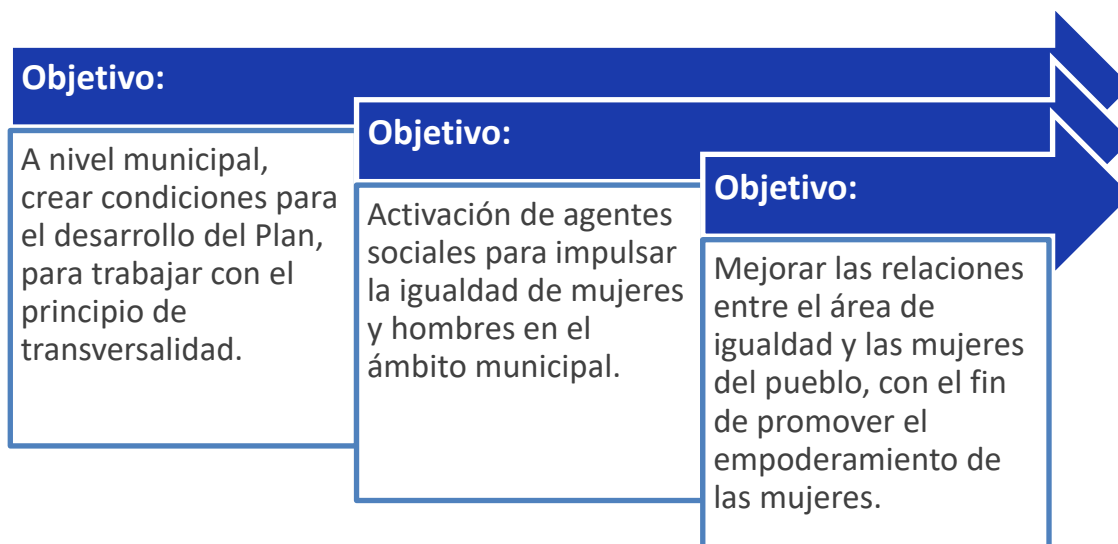 Objetivo:
A nivel municipal,
crear condiciones para
el desarrollo del Plan,
para trabajar con el
principio de
transversalidad.
Objetivo:
Activación de agentes
sociales para impulsar
la igualdad de mujeres
y hombres en el
ámbito municipal.
Objetivo:
Mejorar las relaciones
entre el área de
igualdad y las mujeres
del pueblo, con el fin
de promover el
empoderamiento de
las mujeres.